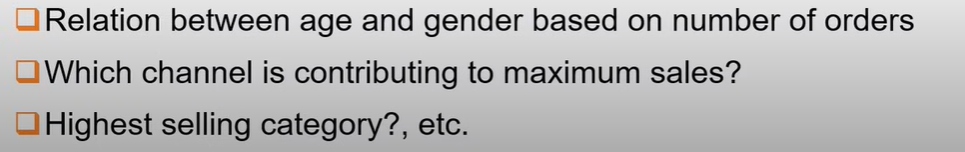 Relation between age and gender based on number of orders
Which channel is contributing to maximum sales?
Highest selling category?, etc.